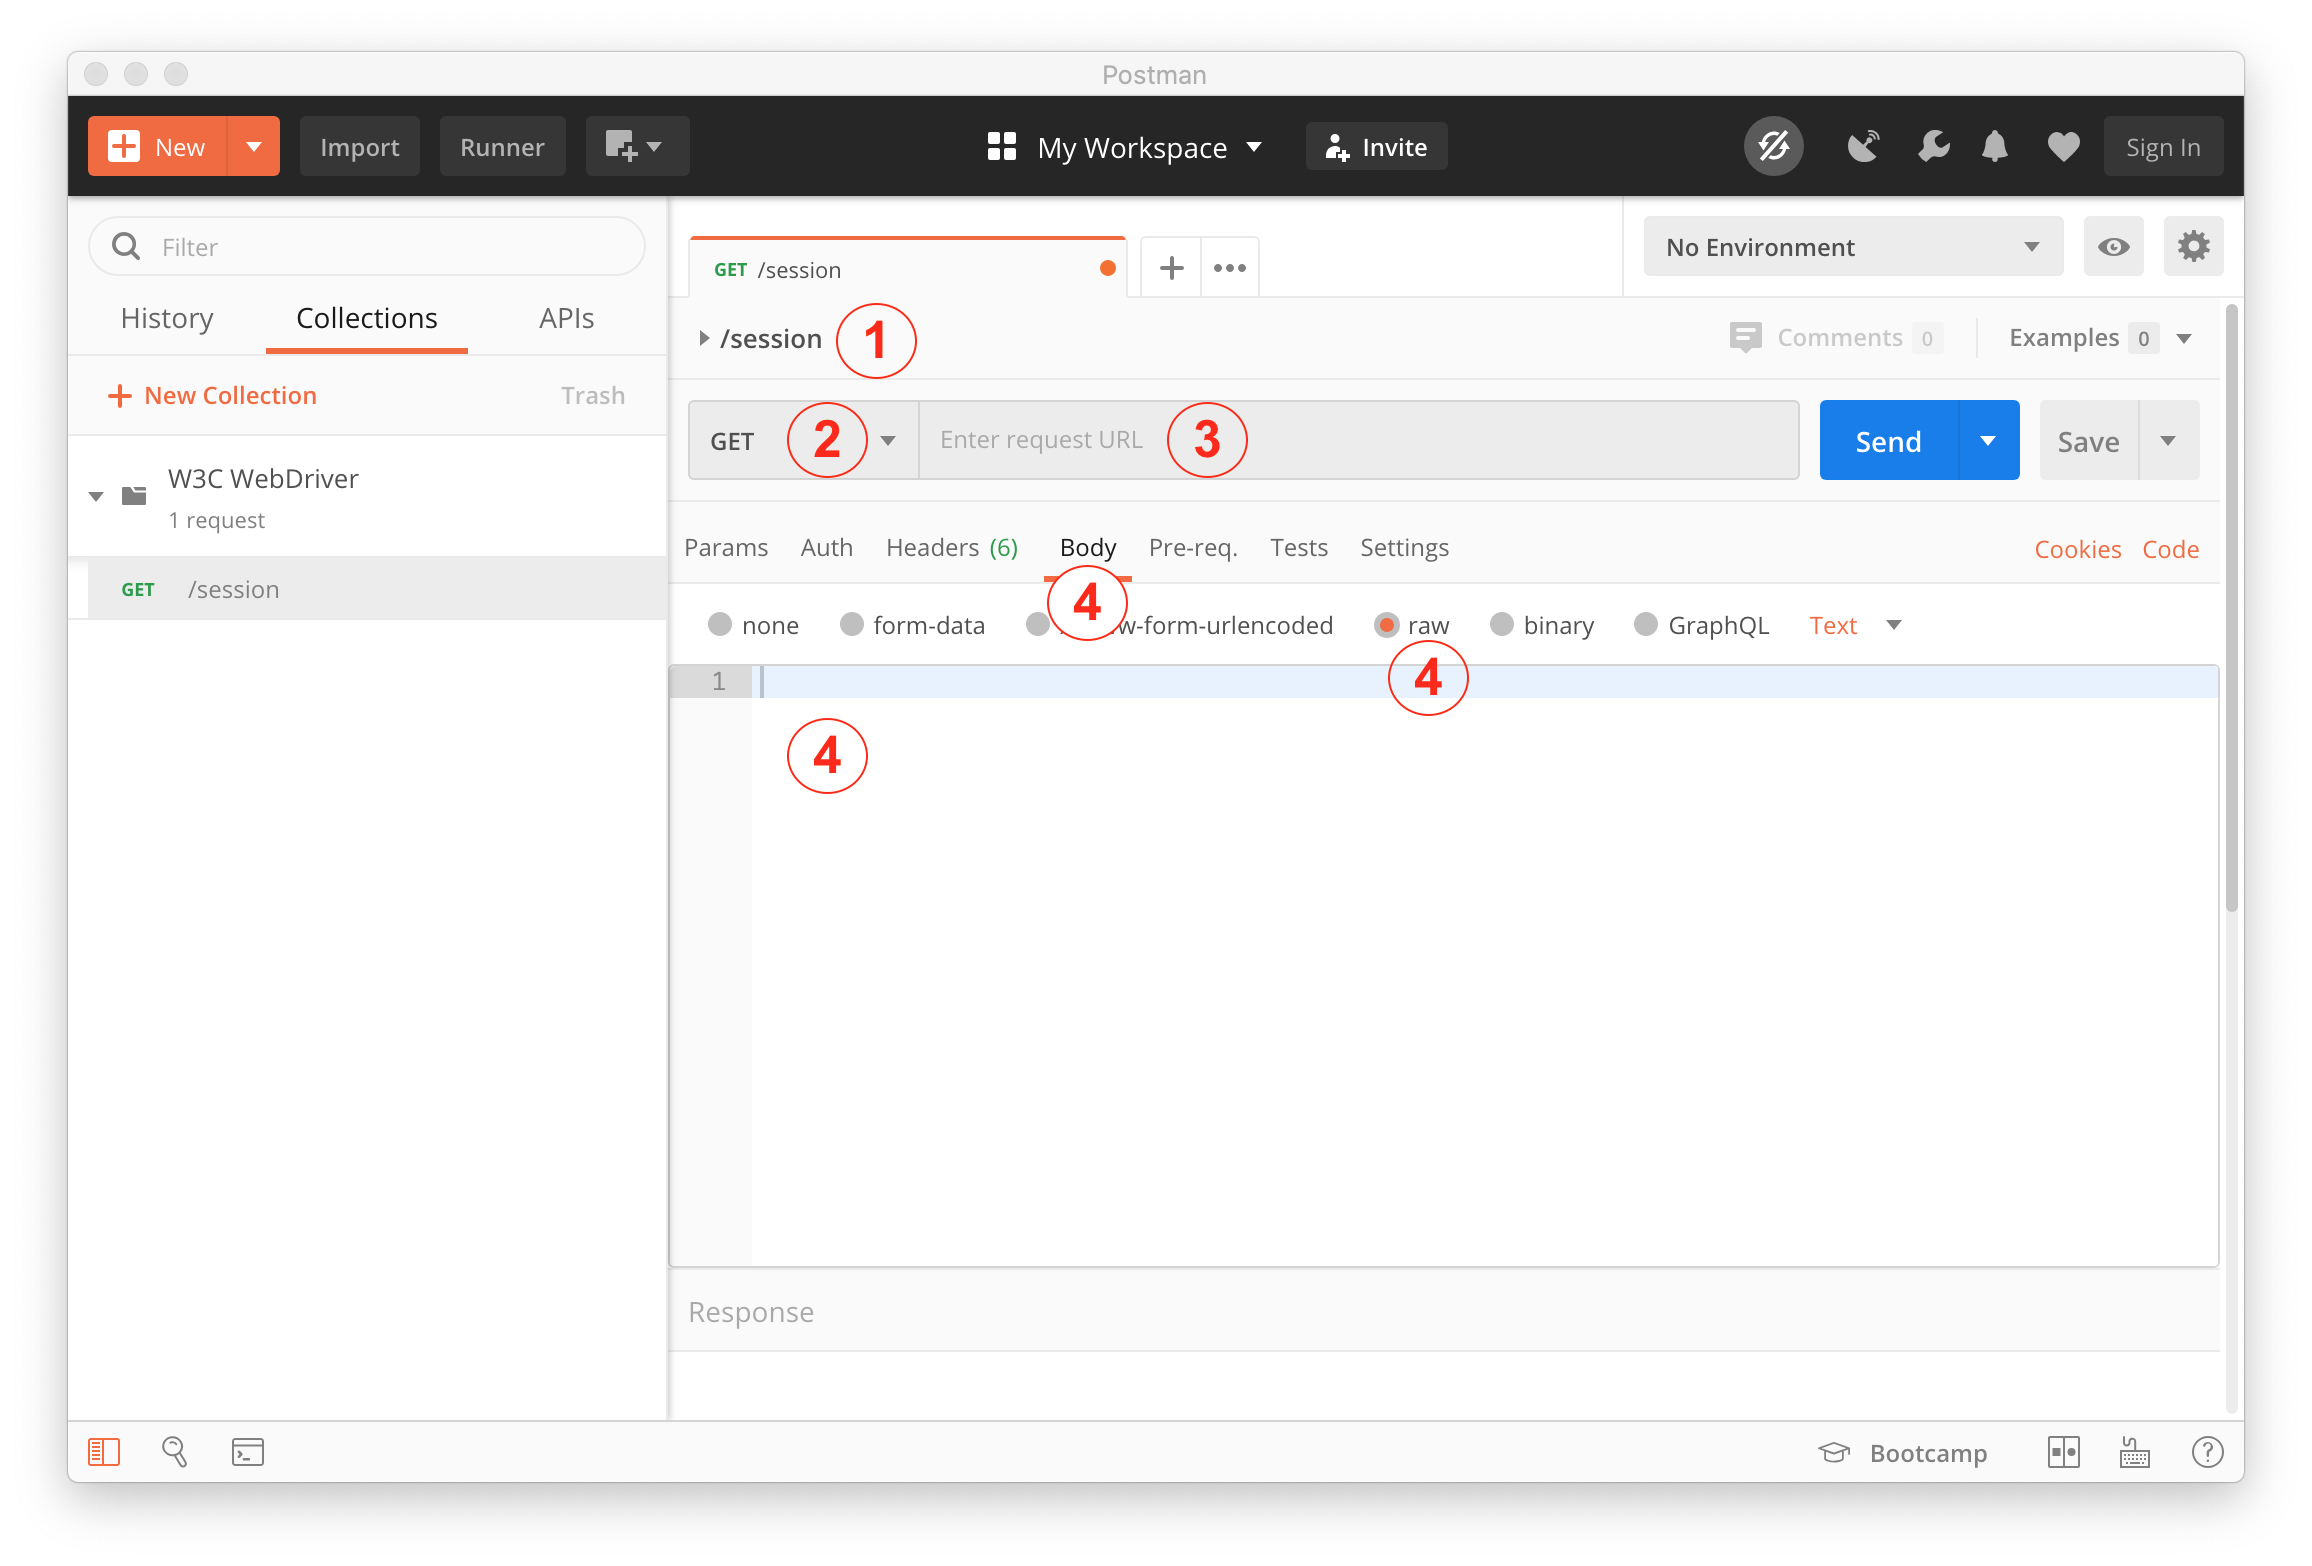 Postman
New
Import
Runner
My Workspace
Invite
Sign In
Filter
History
Collections
APIs
New Collection
Trash
W3C WebDriver
1 request
GET /session
GET /session
No Environment
/session
1
Comments 0
Examples 0
GET
2
Enter request URL
3
Send
Save
Params
Auth
Headers (6)
Body
Pre-req.
Tests
Settings
Cookies
Code
4
none
form-data
w-form-urlencoded
raw
binary
GraphQL
Text
4
1
4
Response
Bootcamp